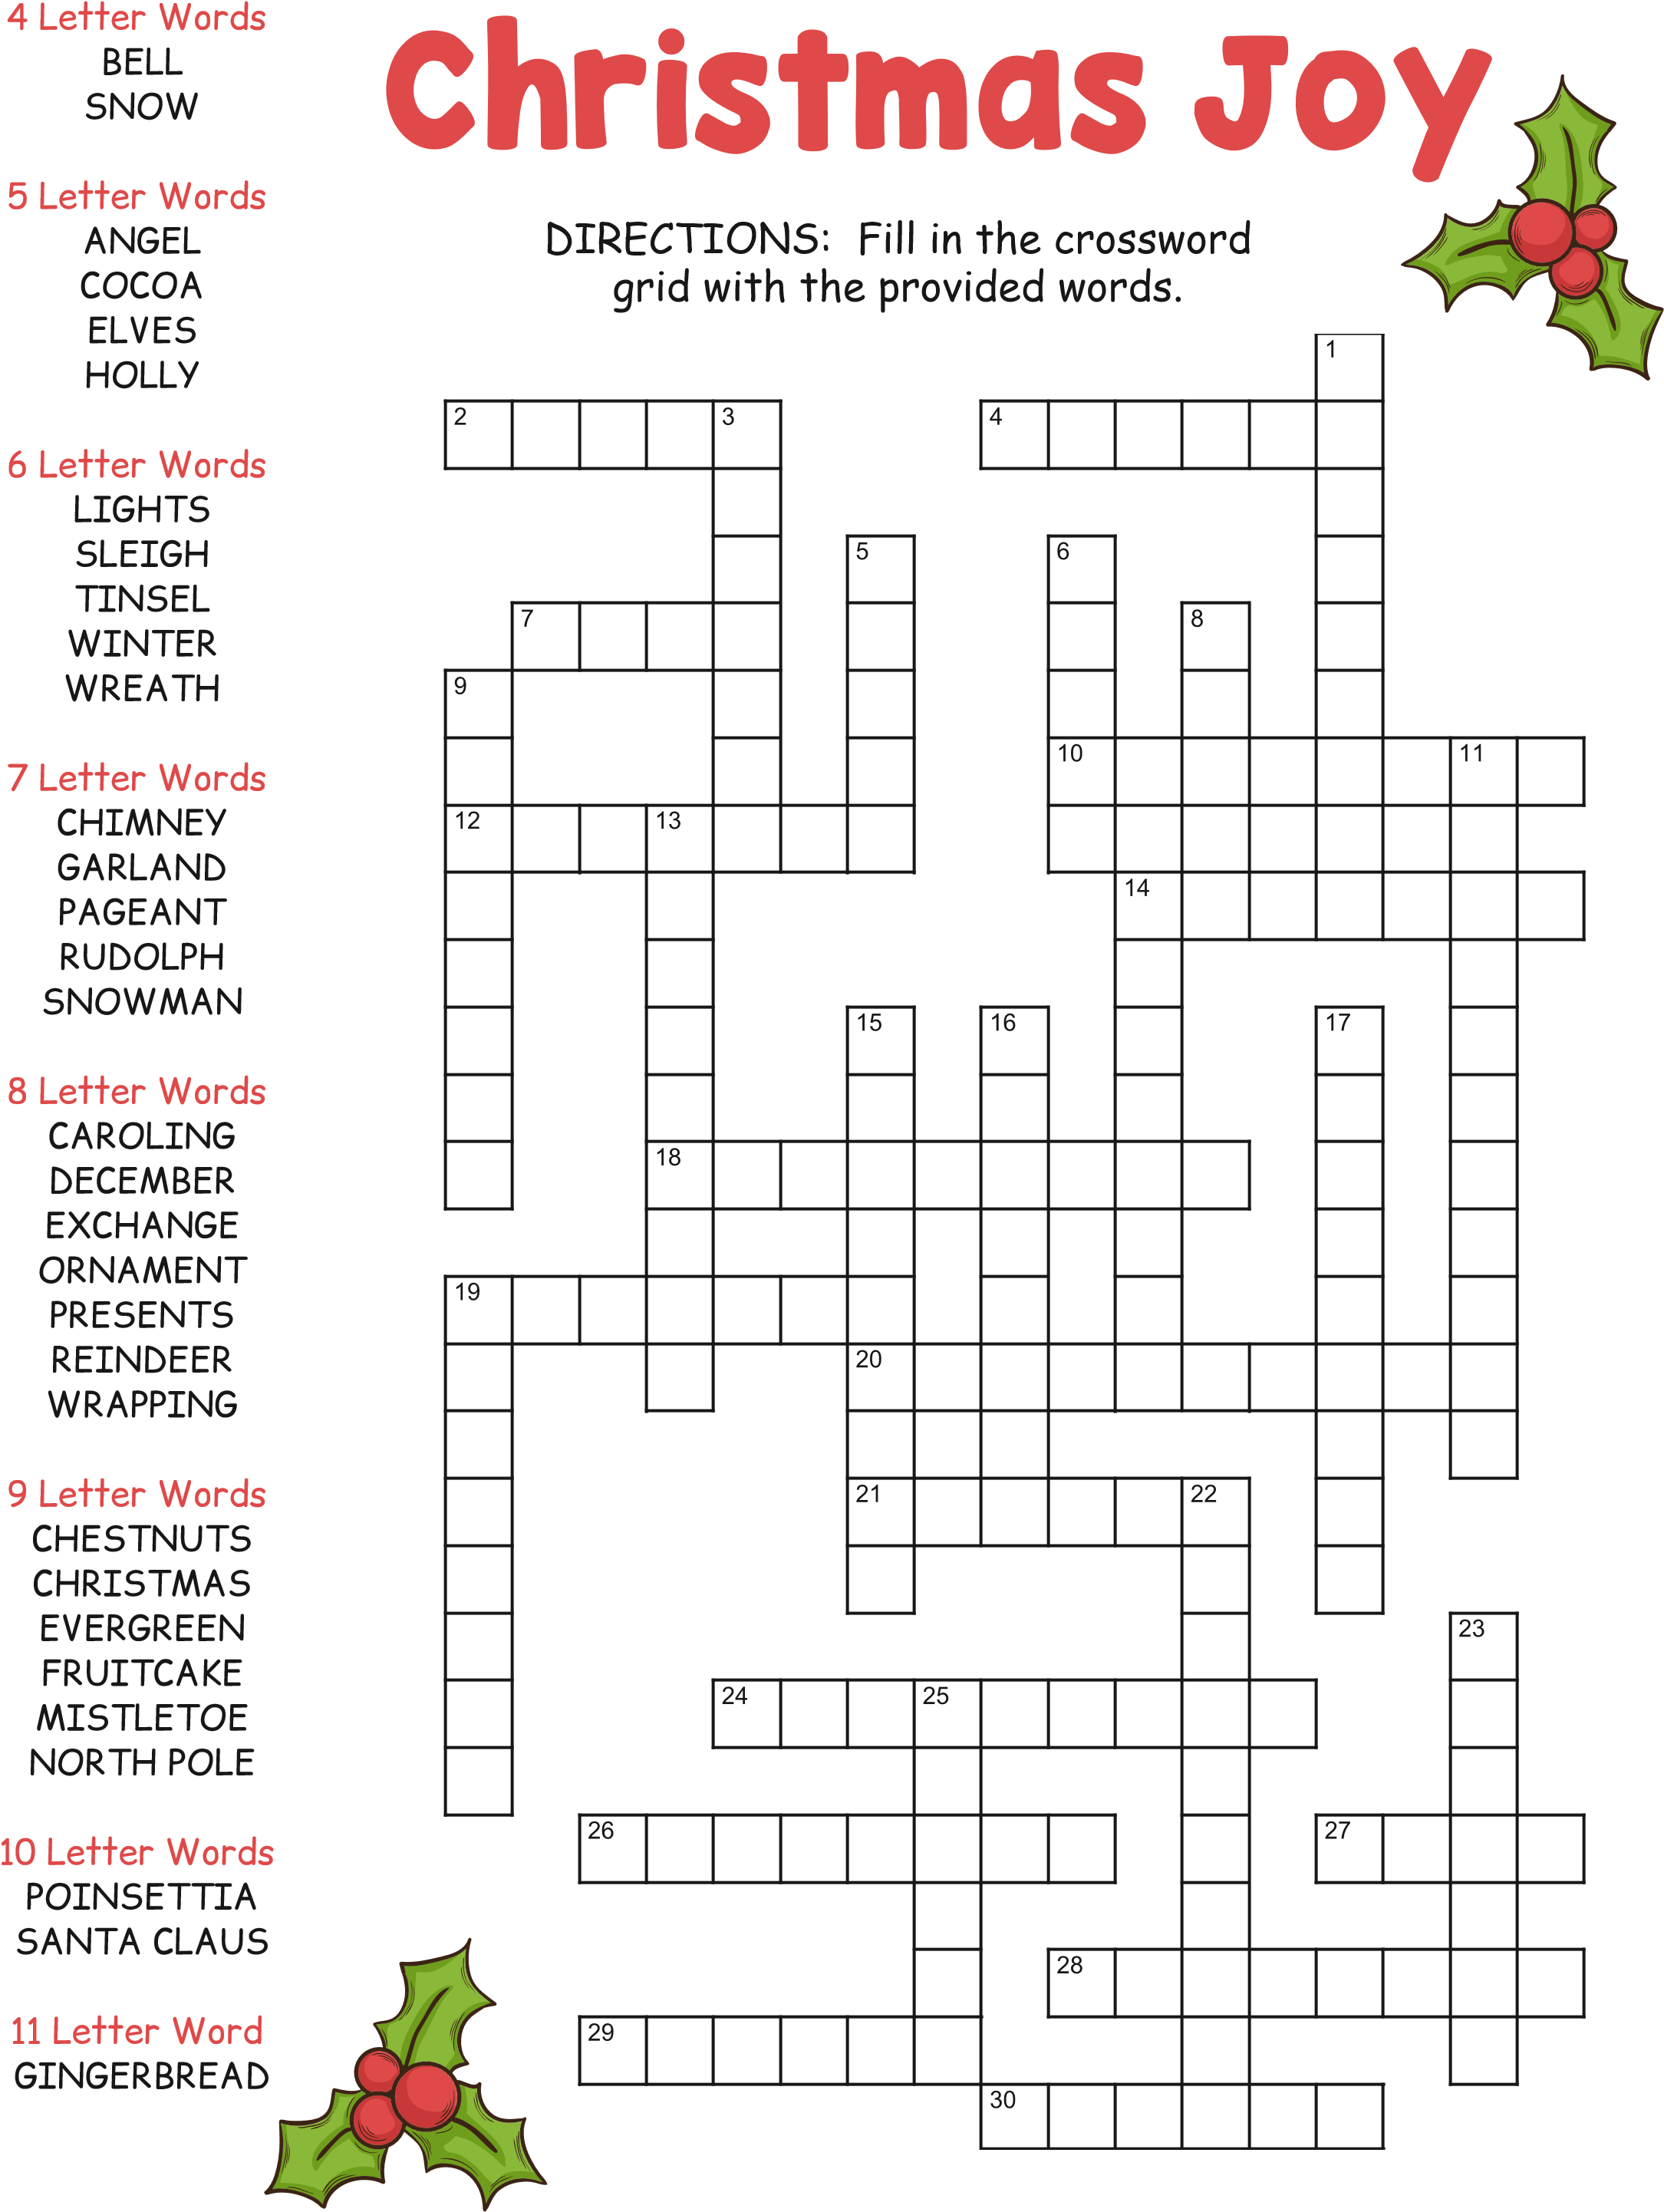 Christmas Joy
DIRECTIONS: Fill in the crossword
grid with the provided words.
4 Letter Words
BELL
SNOW
5 Letter Words
ANGEL
COCOA
ELVES
HOLLY
6 Letter Words
LIGHTS
SLEIGH
TINSEL
WINTER
WREATH
7 Letter Words
CHIMNEY
GARLAND
PAGEANT
RUDOLPH
SNOWMAN
8 Letter Words
CAROLING
DECEMBER
EXCHANGE
ORNAMENT
PRESENTS
REINDEER
WRAPPING
9 Letter Words
CHESTNUTS
CHRISTMAS
EVERGREEN
FRUITCAKE
MISTLETOE
NORTH POLE
10 Letter Words
POINSETTIA
SANTA CLAUS
11 Letter Word
GINGERBREAD
1
2 3 4
5 6
7 8
9
10 11
12 13
14
15 16 17
18
19
20
21 22
23
24 25
26 27
28
29
30